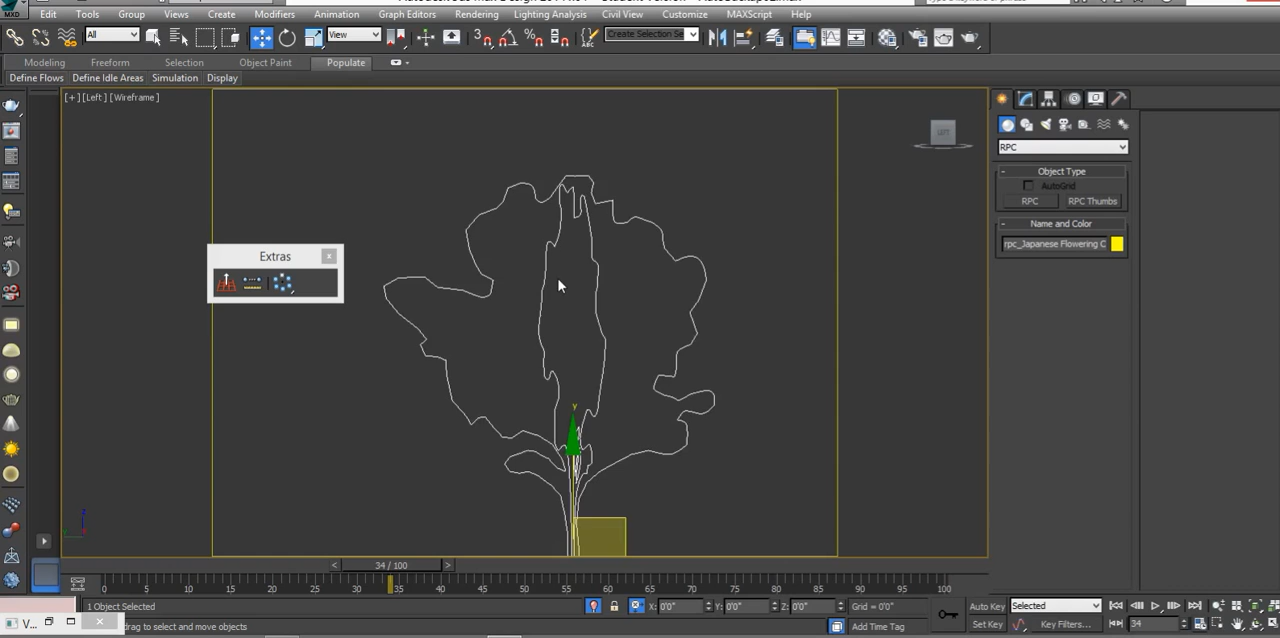 MXD
Edit Tools Group Views Create Modifiers Animation Graph Editors Rendering Lighting Analysis Civil View Customize MAXScript Help
All View Create Selection Se
Modeling Freeform Selection Object Paint Populate
Define Flows Define Idle Areas Simulation Display
[+] [Left] [Wireframe]
RPC
Object Type
AutoGrid
RPC RPC Thumbs
Name and Color
rpc_Japanese Flowering C
Extras
x
Y
34 / 100
0 5 10 15 20 25 30 35 40 45 50 55 60 65 70 75 80 85 90 95 100
1 Object Selected X: 0'0" Y: 0'0" Z: 0'0" Grid = 0'0" Auto Key Selected
V... drag to select and move objects Add Time Tag Set Key Key Filters... 34